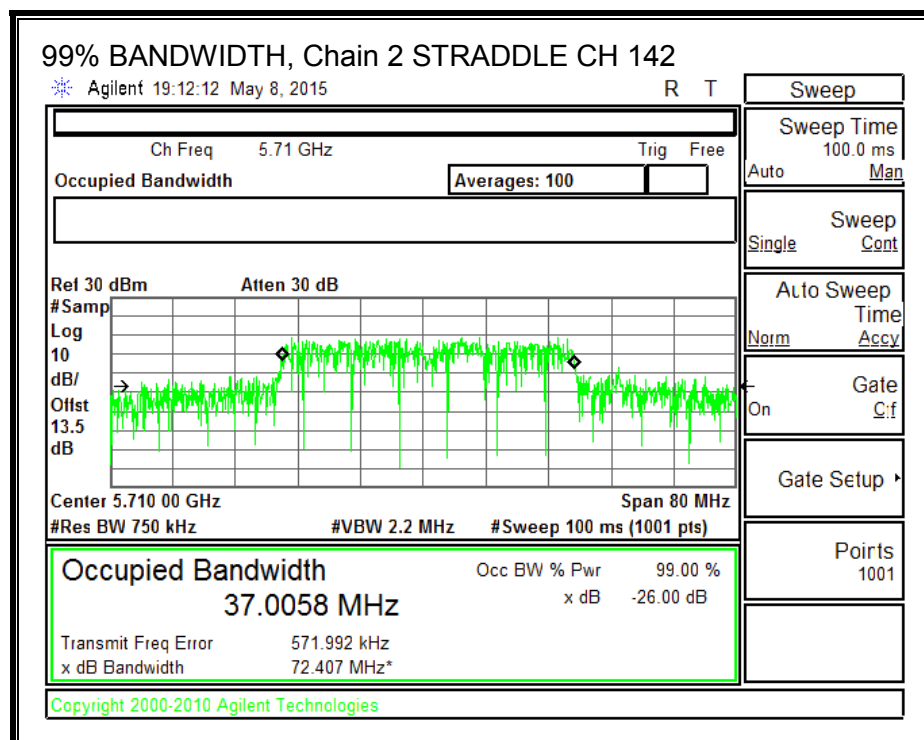 99% BANDWIDTH, Chain 2 STRADDLE CH 142
Agilent 19:12:12 May 8, 2015 R T
Sweep
Ch Freq 5.71 GHz Trig Free
Occupied Bandwidth Averages: 100
Sweep Time
100.0 ms
Auto Man
Sweep
Single Cont
Ref 30 dBm Atten 30 dB
#Samp
Log
10
dB/
Offst
13.5
dB
Auto Sweep
Time
Norm Accy
Gate
On Off
Gate Setup
Center 5.710 00 GHz Span 80 MHz
#Res BW 750 kHz #VBW 2.2 MHz #Sweep 100 ms (1001 pts)
Points
1001
Occupied Bandwidth Occ BW % Pwr 99.00 %
37.0058 MHz x dB -26.00 dB
Transmit Freq Error 571.992 kHz
x dB Bandwidth 72.407 MHz*
Copyright 2000-2010 Agilent Technologies